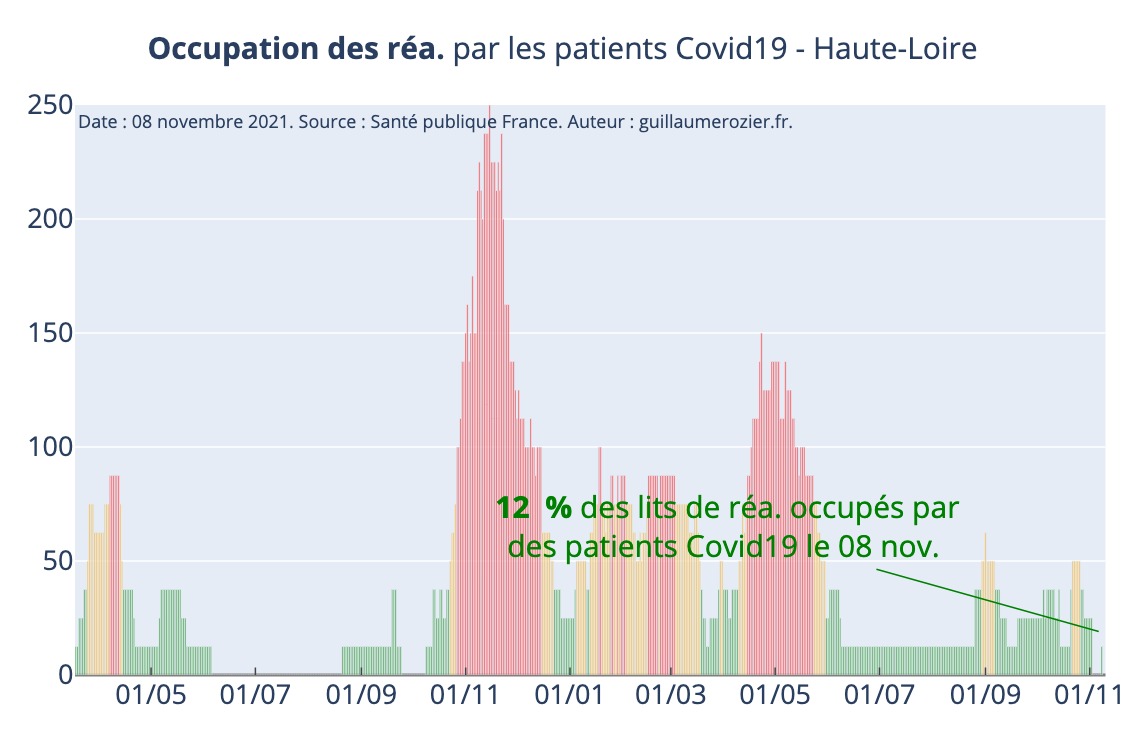 Occupation des réa. par les patients Covid19 - Haute-Loire
250
Date : 08 novembre 2021. Source : Santé publique France. Auteur : guillaumerozier.fr.
200
150
100
12 % des lits de réa. occupés par
des patients Covid19 le 08 nov.
50
0
01/05 01/07 01/09 01/11 01/01 01/03 01/05 01/07 01/09 01/11